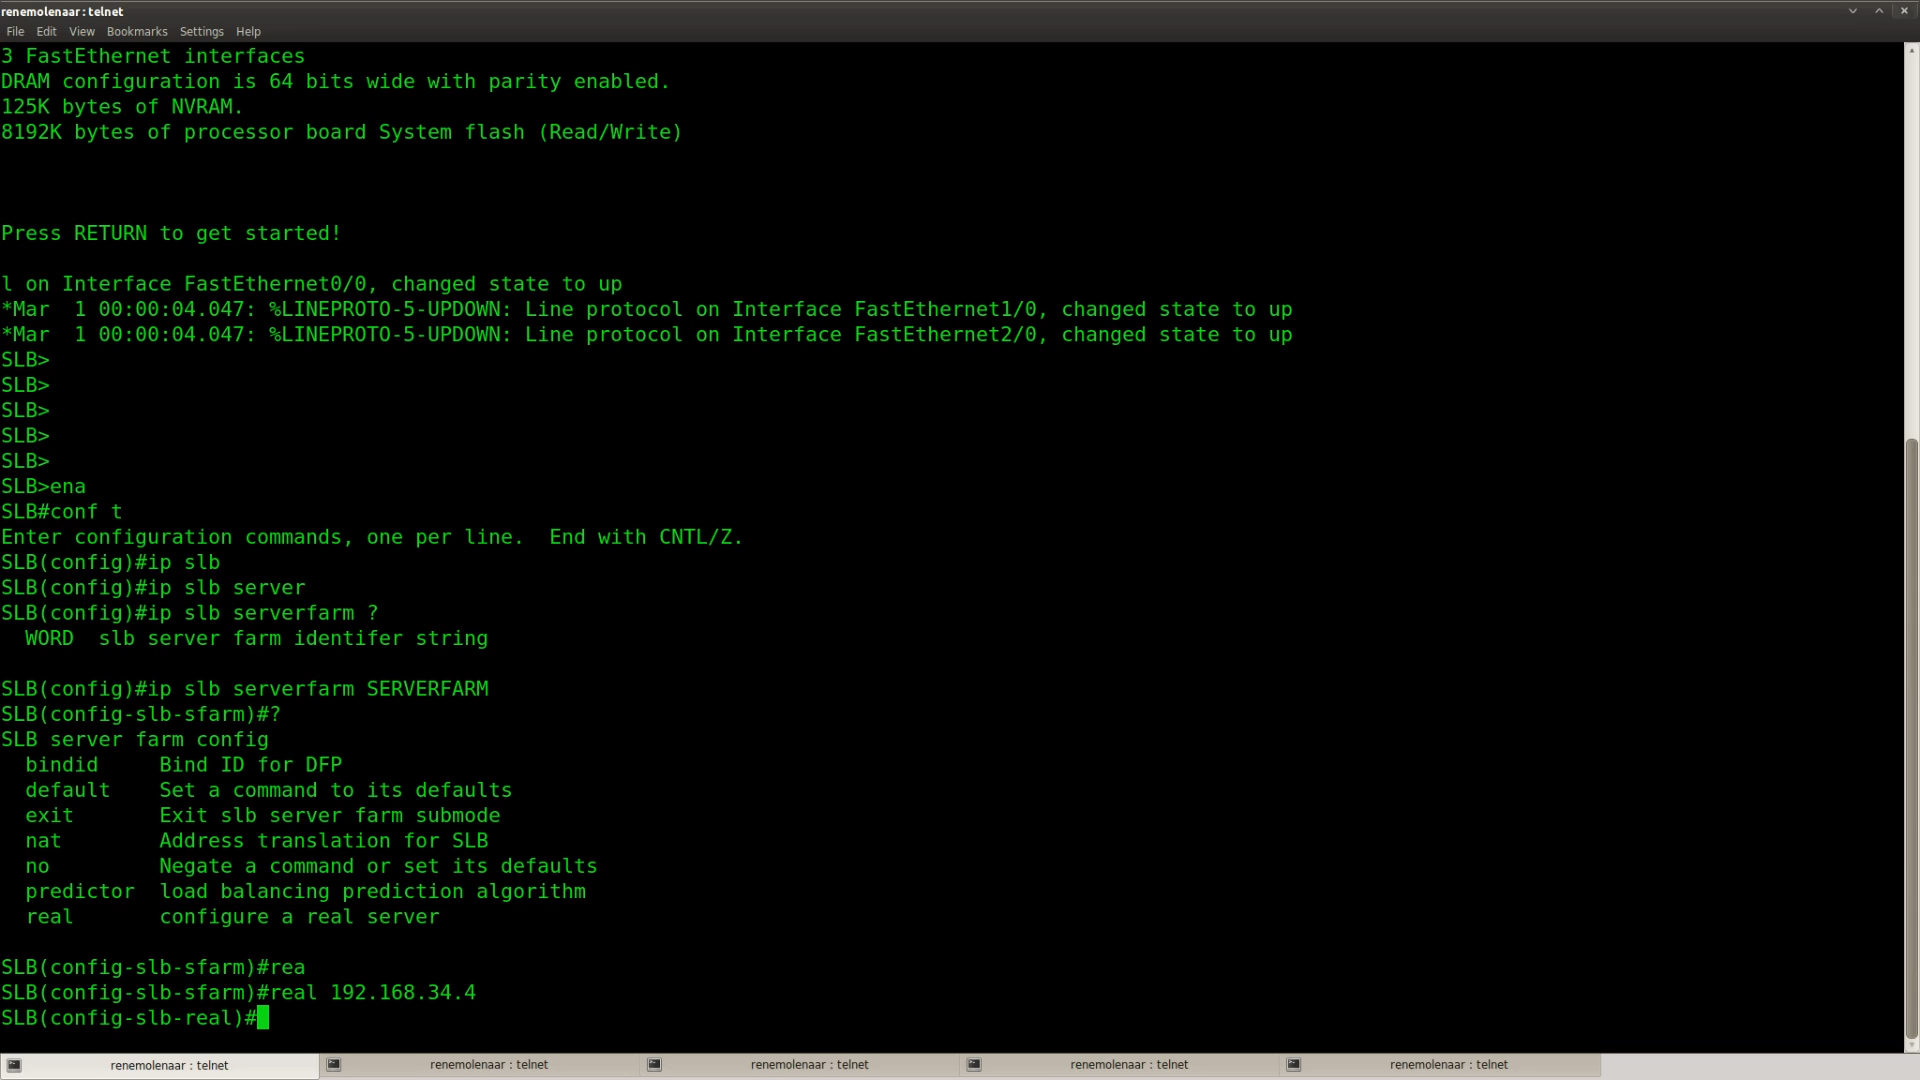 renemolenaar : telnet
File Edit View Bookmarks Settings Help
3 FastEthernet interfaces
DRAM configuration is 64 bits wide with parity enabled.
125K bytes of NVRAM.
8192K bytes of processor board System flash (Read/Write)
Press RETURN to get started!
l on Interface FastEthernet0/0, changed state to up
*Mar  1 00:00:04.047: %LINEPROTO-5-UPDOWN: Line protocol on Interface FastEthernet1/0, changed state to up
*Mar  1 00:00:04.047: %LINEPROTO-5-UPDOWN: Line protocol on Interface FastEthernet2/0, changed state to up
SLB>
SLB>
SLB>
SLB>
SLB>
SLB>ena
SLB#conf t
Enter configuration commands, one per line.  End with CNTL/Z.
SLB(config)#ip slb
SLB(config)#ip slb server
SLB(config)#ip slb serverfarm ?
  WORD  slb server farm identifer string
SLB(config)#ip slb serverfarm SERVERFARM
SLB(config-slb-sfarm)#?
SLB server farm config
  bindid     Bind ID for DFP
  default    Set a command to its defaults
  exit       Exit slb server farm submode
  nat        Address translation for SLB
  no         Negate a command or set its defaults
  predictor  load balancing prediction algorithm
  real       configure a real server
SLB(config-slb-sfarm)#rea
SLB(config-slb-sfarm)#real 192.168.34.4
SLB(config-slb-real)#
renemolenaar : telnet renemolenaar : telnet renemolenaar : telnet renemolenaar : telnet renemolenaar : telnet